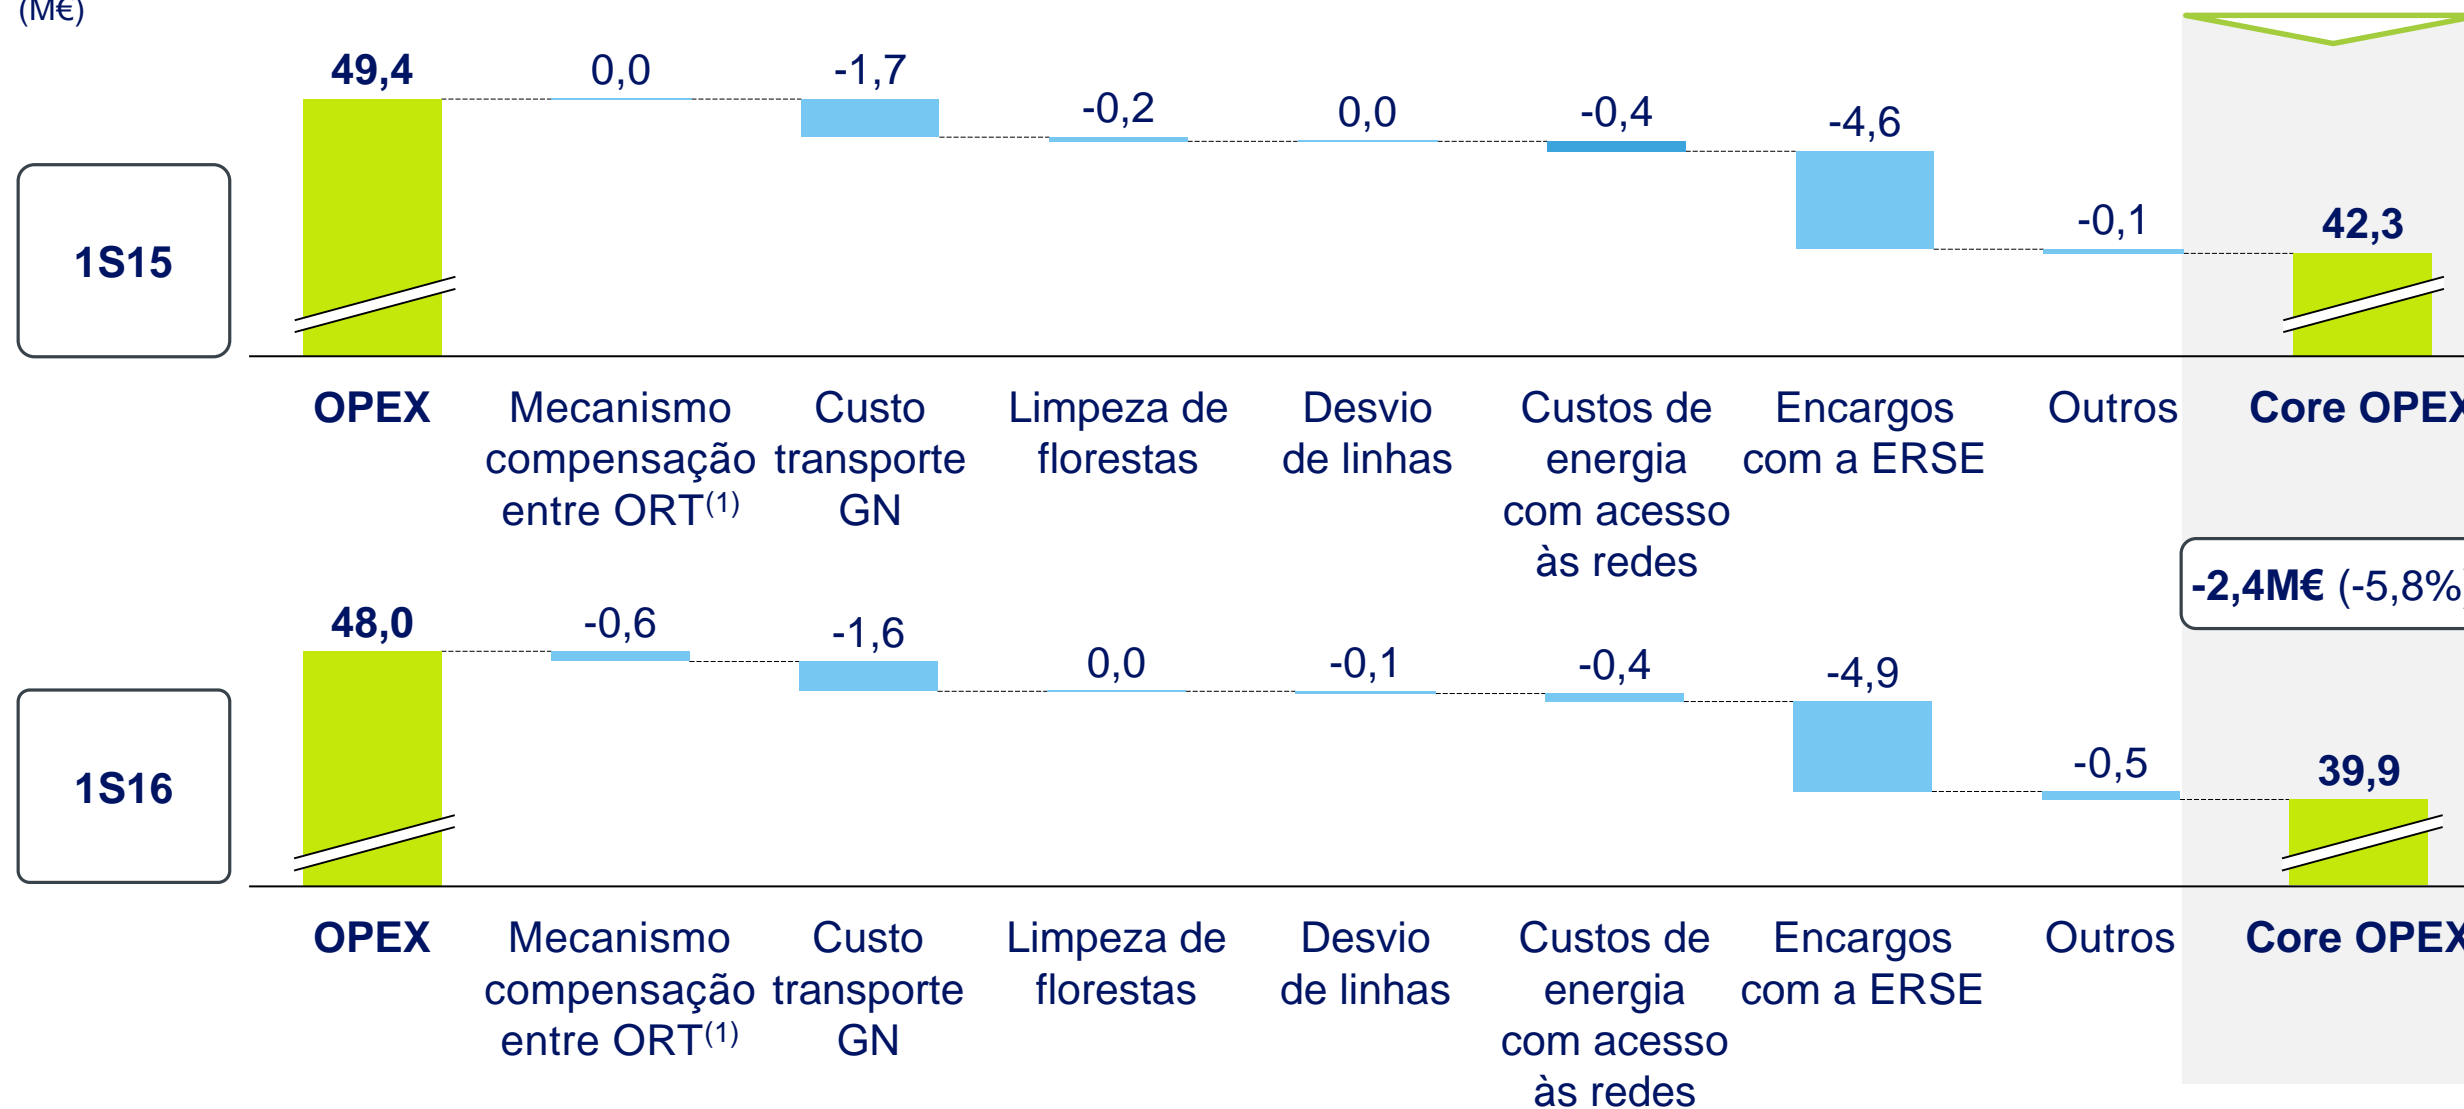 (M€)
49,4 0,0 -1,7 -0,2 0,0 -0,4 -4,6 -0,1 42,3
1S15
OPEX Mecanismo Custo Limpeza de Desvio Custos de Encargos Outros Core OPEX
compensação transporte florestas de linhas energia com a ERSE
entre ORT(1) GN com acesso
às redes
-2,4M€ (-5,8%)
48,0 -0,6 -1,6 0,0 -0,1 -0,4 -4,9 -0,5 39,9
1S16
OPEX Mecanismo Custo Limpeza de Desvio Custos de Encargos Outros Core OPEX
compensação transporte florestas de linhas energia com a ERSE
entre ORT(1) GN com acesso
às redes